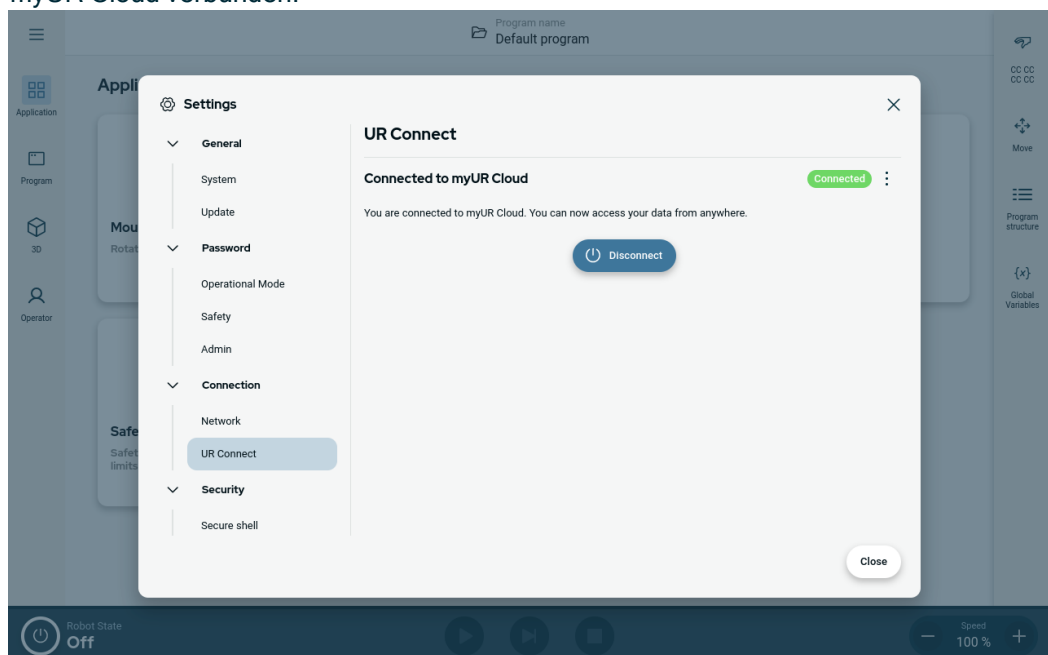 myUR Cloud verbunden.
Program name
Default program
Application
Program
3D
Operator
Appli
Mou
Rotat
Safe
Safet
limits
Settings
General
System
Update
Password
Operational Mode
Safety
Admin
Connection
Network
UR Connect
Security
Secure shell
UR Connect
Connected to myUR Cloud
Connected
You are connected to myUR Cloud. You can now access your data from anywhere.
Disconnect
Close
CC CC
CC CC
Move
Program
structure
{x}
Global
Variables
Robot State
Off
Speed
100 %